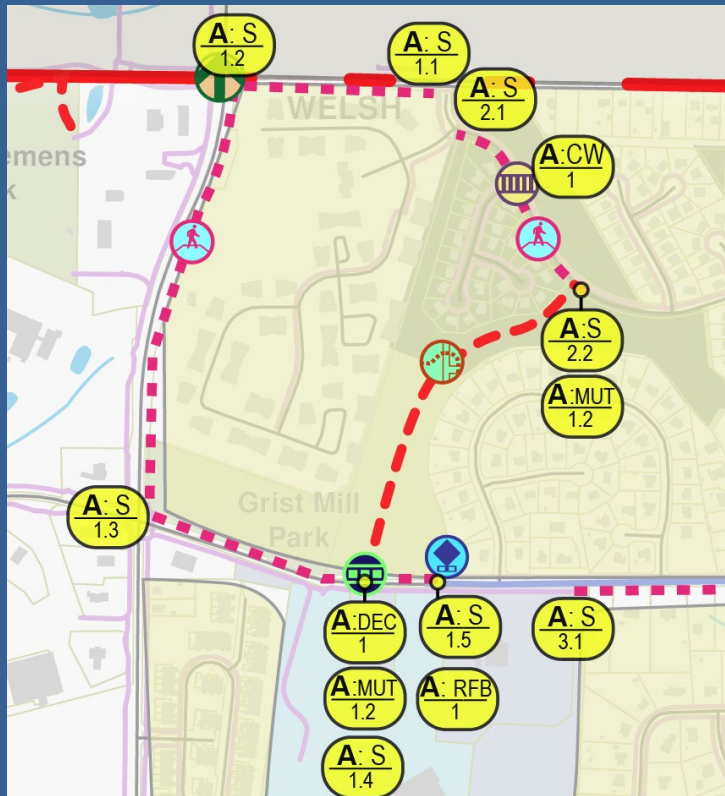 A: S
1.2
A: S
1.1
WELSH
A: S
2.1
emens
k
A:CW
1
A: S
2.2
A:MUT
1.2
A: S
1.3
Grist Mill
Park
A:DEC
1
A: S
1.5
A: S
3.1
A:MUT
1.2
A: RFB
1
A: S
1.4